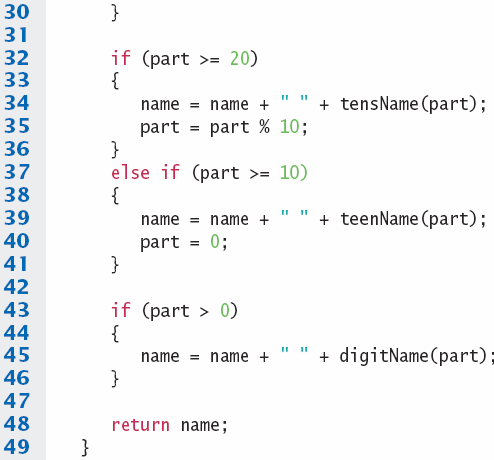 30       }
31
32       if (part >= 20)
33       {
34          name = name + " " + tensName(part);
35          part = part % 10;
36       }
37       else if (part >= 10)
38       {
39          name = name + " " + teenName(part);
40          part = 0;
41       }
42
43       if (part > 0)
44       {
45          name = name + " " + digitName(part);
46       }
47
48       return name;
49    }